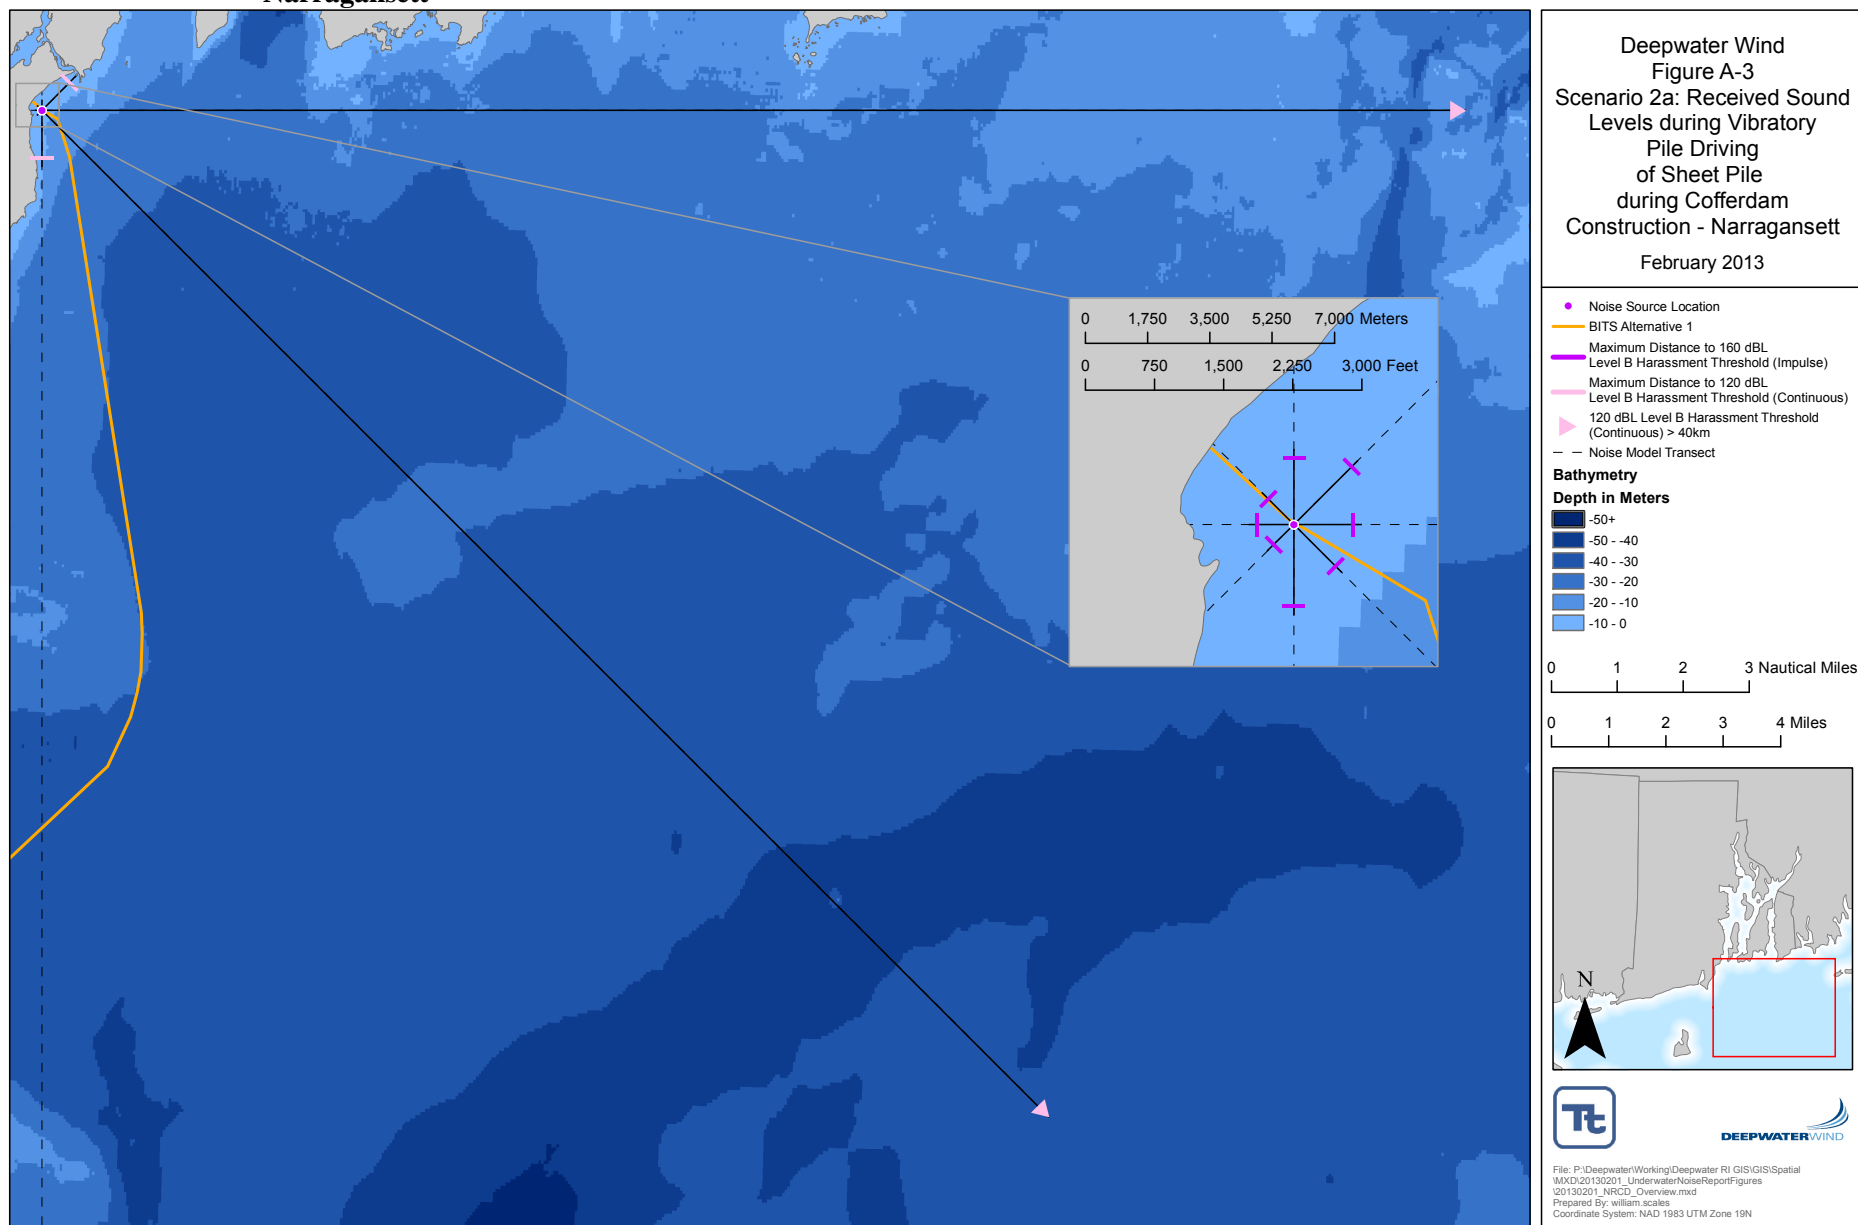 Narragansett
Deepwater Wind
Figure A-3
Scenario 2a: Received Sound
Levels during Vibratory
Pile Driving
of Sheet Pile
during Cofferdam
Construction - Narragansett
February 2013
0 1,750 3,500 5,250 7,000 Meters
0 750 1,500 2,250 3,000 Feet
Noise Source Location
BITS Alternative 1
Maximum Distance to 160 dBL
Level B Harassment Threshold (Impulse)
Maximum Distance to 120 dBL
Level B Harassment Threshold (Continuous)
120 dBL Level B Harassment Threshold
(Continuous) > 40km
Noise Model Transect
Bathymetry
Depth in Meters
-50+
-50 - -40
-40 - -30
-30 - -20
-20 - -10
-10 - 0
0 1 2 3 Nautical Miles
0 1 2 3 4 Miles
N
Tt
DEEPWATER WIND
File: P:\Deepwater\Working\Deepwater RI GIS\GIS\Spatial
\MXD\20130201_UnderwaterNoiseReportFigures
\20130201_NRCD_Overview.mxd
Prepared By: william.scales
Coordinate System: NAD 1983 UTM Zone 19N